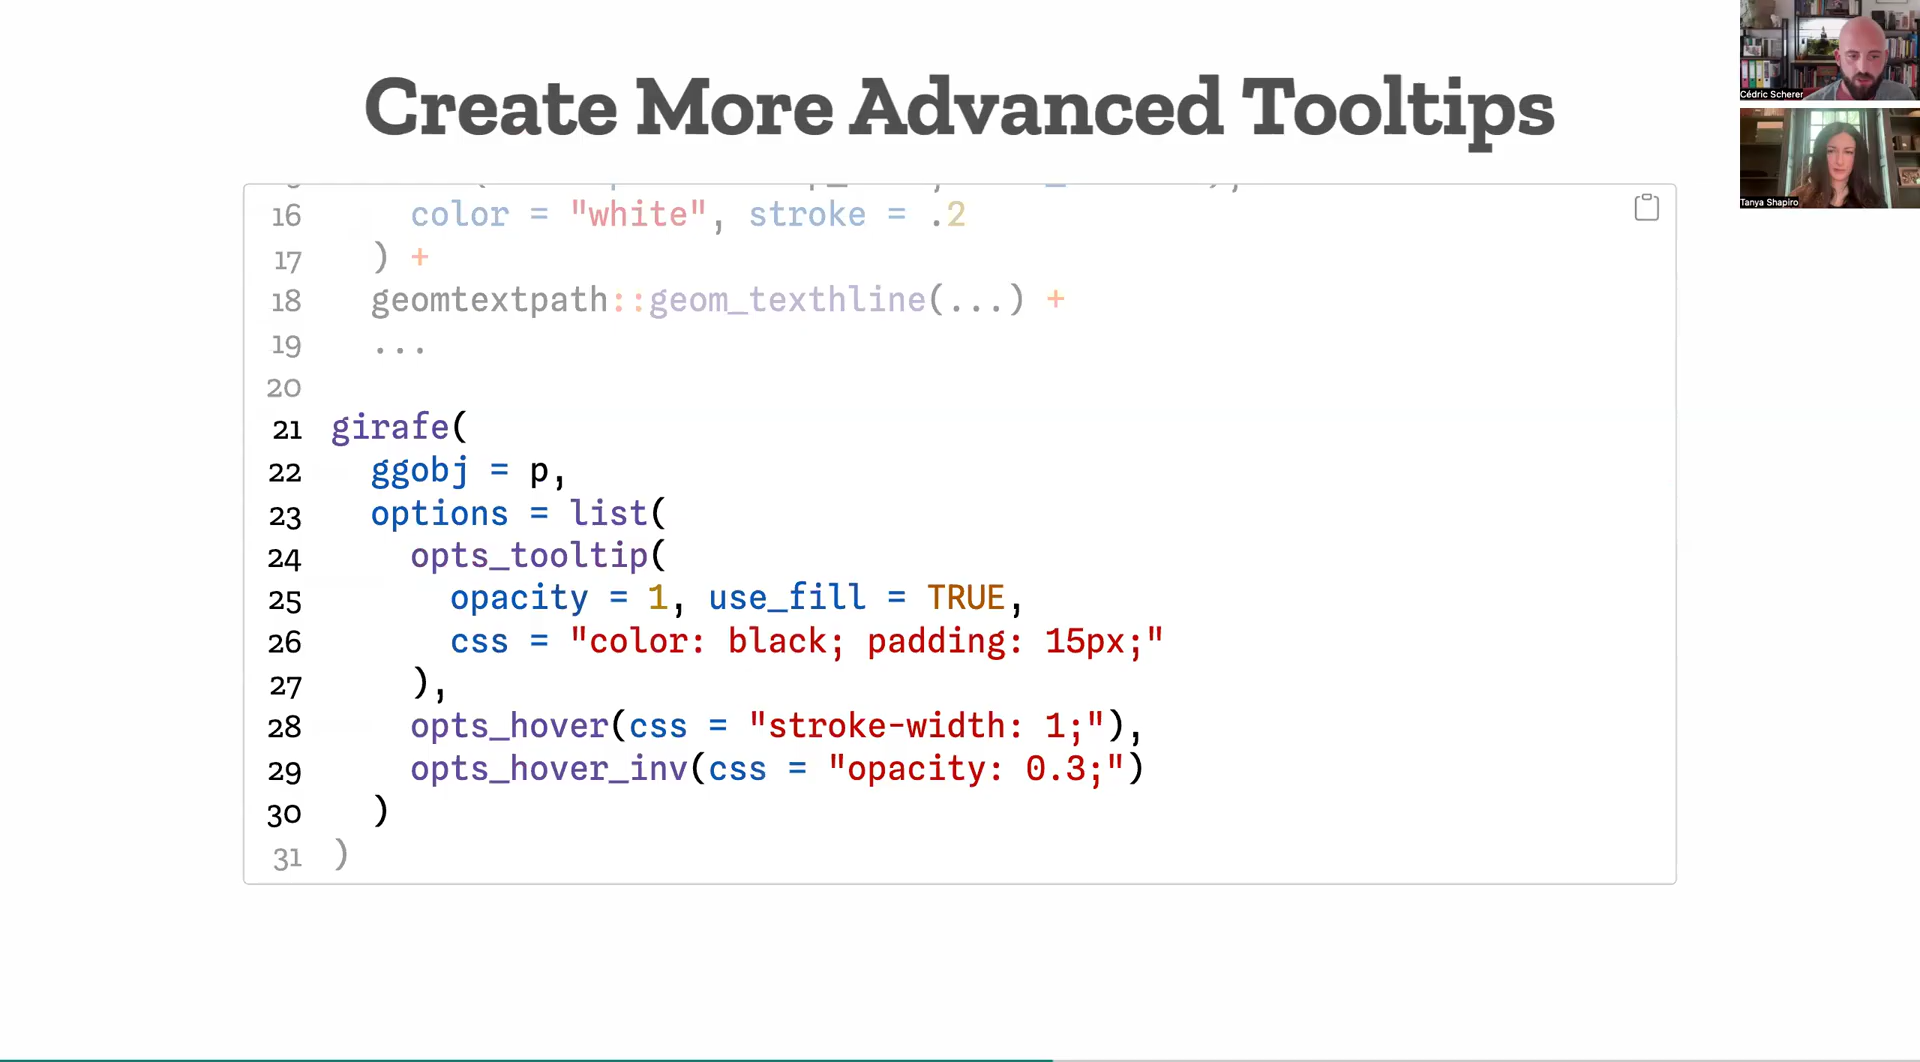 Create More Advanced Tooltips
16 color = "white", stroke = .2
17 ) +
18 geomtextpath::geom_texthline(...) +
19 ...
20
21 girafe(
22 ggobj = p,
23 options = list(
24 opts_tooltip(
25 opacity = 1, use_fill = TRUE,
26 css = "color: black; padding: 15px;"
27 ),
28 opts_hover(css = "stroke-width: 1;"),
29 opts_hover_inv(css = "opacity: 0.3;")
30 )
31 )
Cédric Scherer
Tanya Shapiro